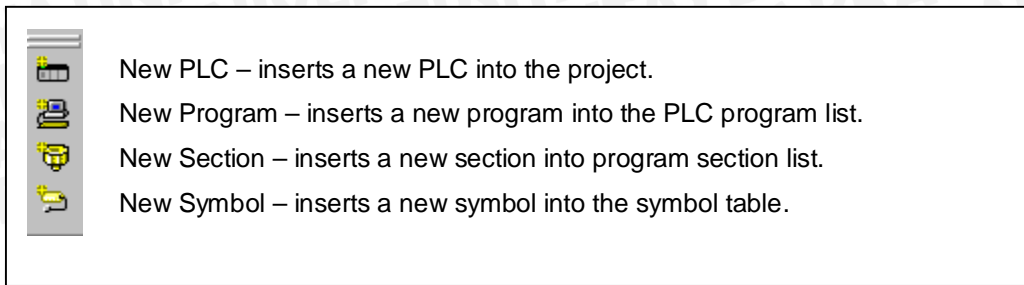 New PLC – inserts a new PLC into the project.
New Program – inserts a new program into the PLC program list.
New Section – inserts a new section into program section list.
New Symbol – inserts a new symbol into the symbol table.